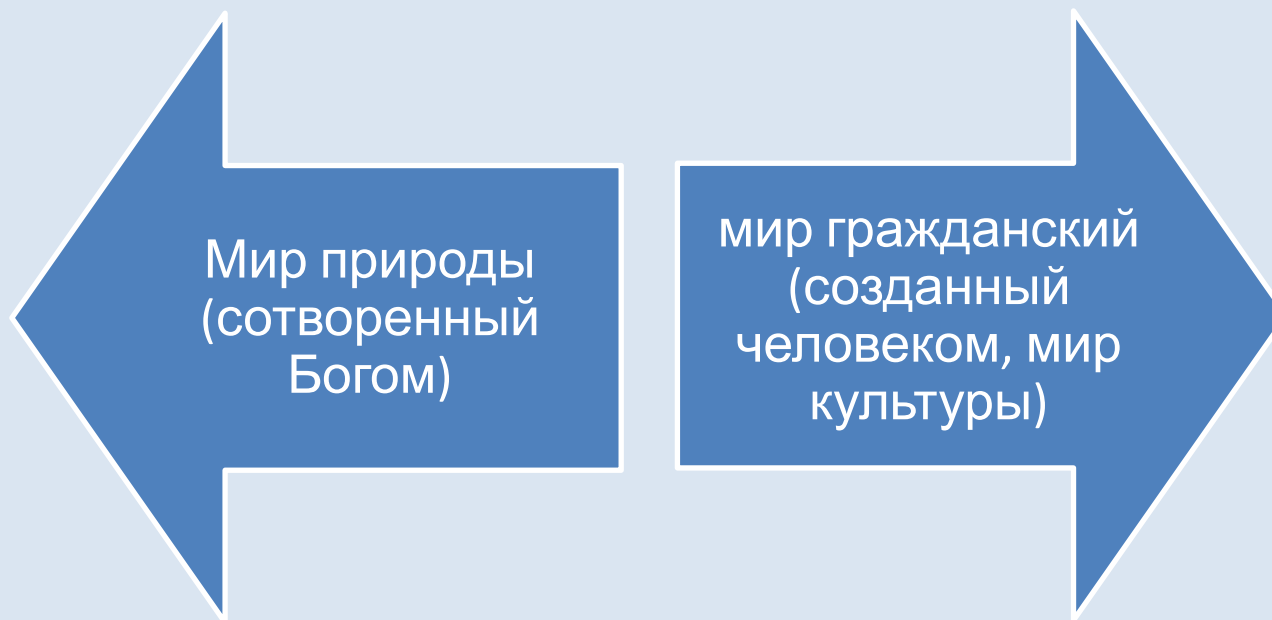 Мир природы
(сотворенный
Богом)
мир гражданский
(созданный
человеком, мир
культуры)